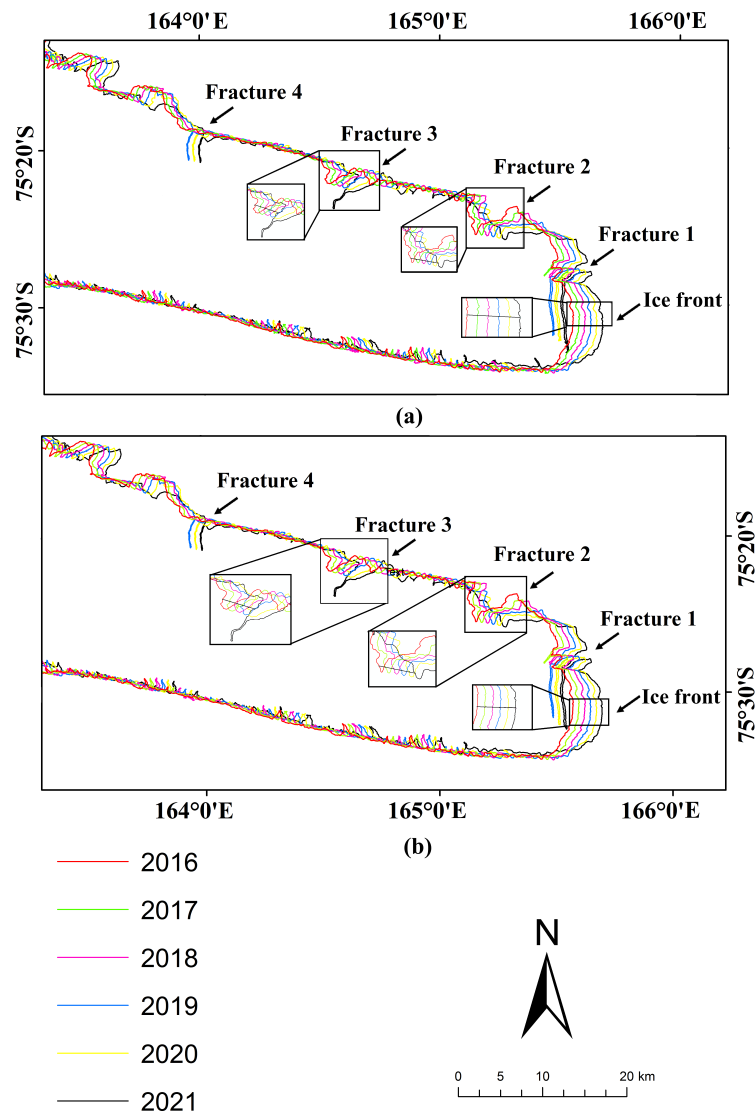 164°0'E 165°0'E 166°0'E
Fracture 4
Fracture 3
75°20'S
Fracture 2
Fracture 1
Ice front
75°30'S
(a)
Fracture 4
Fracture 3
75°20'S
Fracture 2
Fracture 1
75°30'S
Ice front
164°0'E 165°0'E 166°0'E
(b)
2016
2017
2018
2019
2020
2021
N
0 5 10 20 km